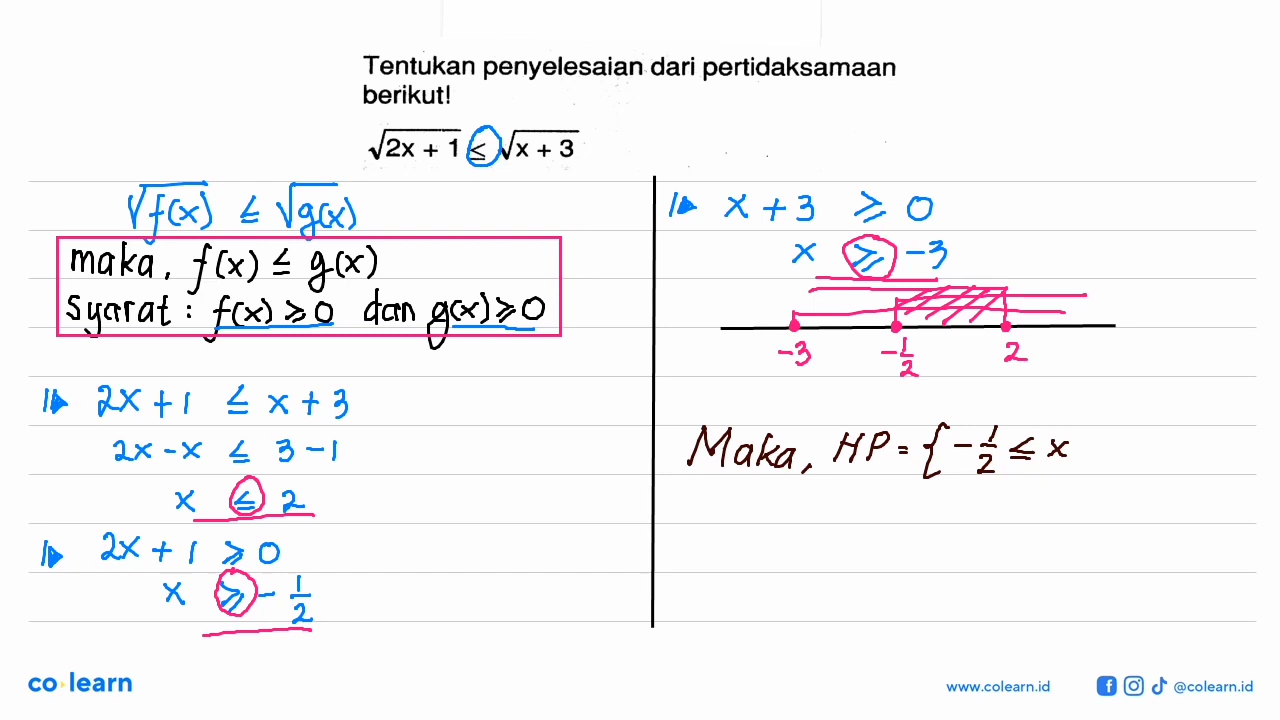 Tentukan penyelesaian dari pertidaksamaan
berikut!
√(2x + 1) ≤ √(x + 3)
√f(x) ≤ √g(x)
maka, f(x) ≤ g(x)
syarat : f(x) ≥ 0 dan g(x) ≥ 0
2x + 1 ≤ x + 3
2x - x ≤ 3 - 1
x ≤ 2
2x + 1 ≥ 0
x ≥ - 1/2
x + 3 ≥ 0
x ≥ -3
-3 -1/2 2
Maka, HP = { -1/2 ≤ x
co learn
www.colearn.id @colearn.id